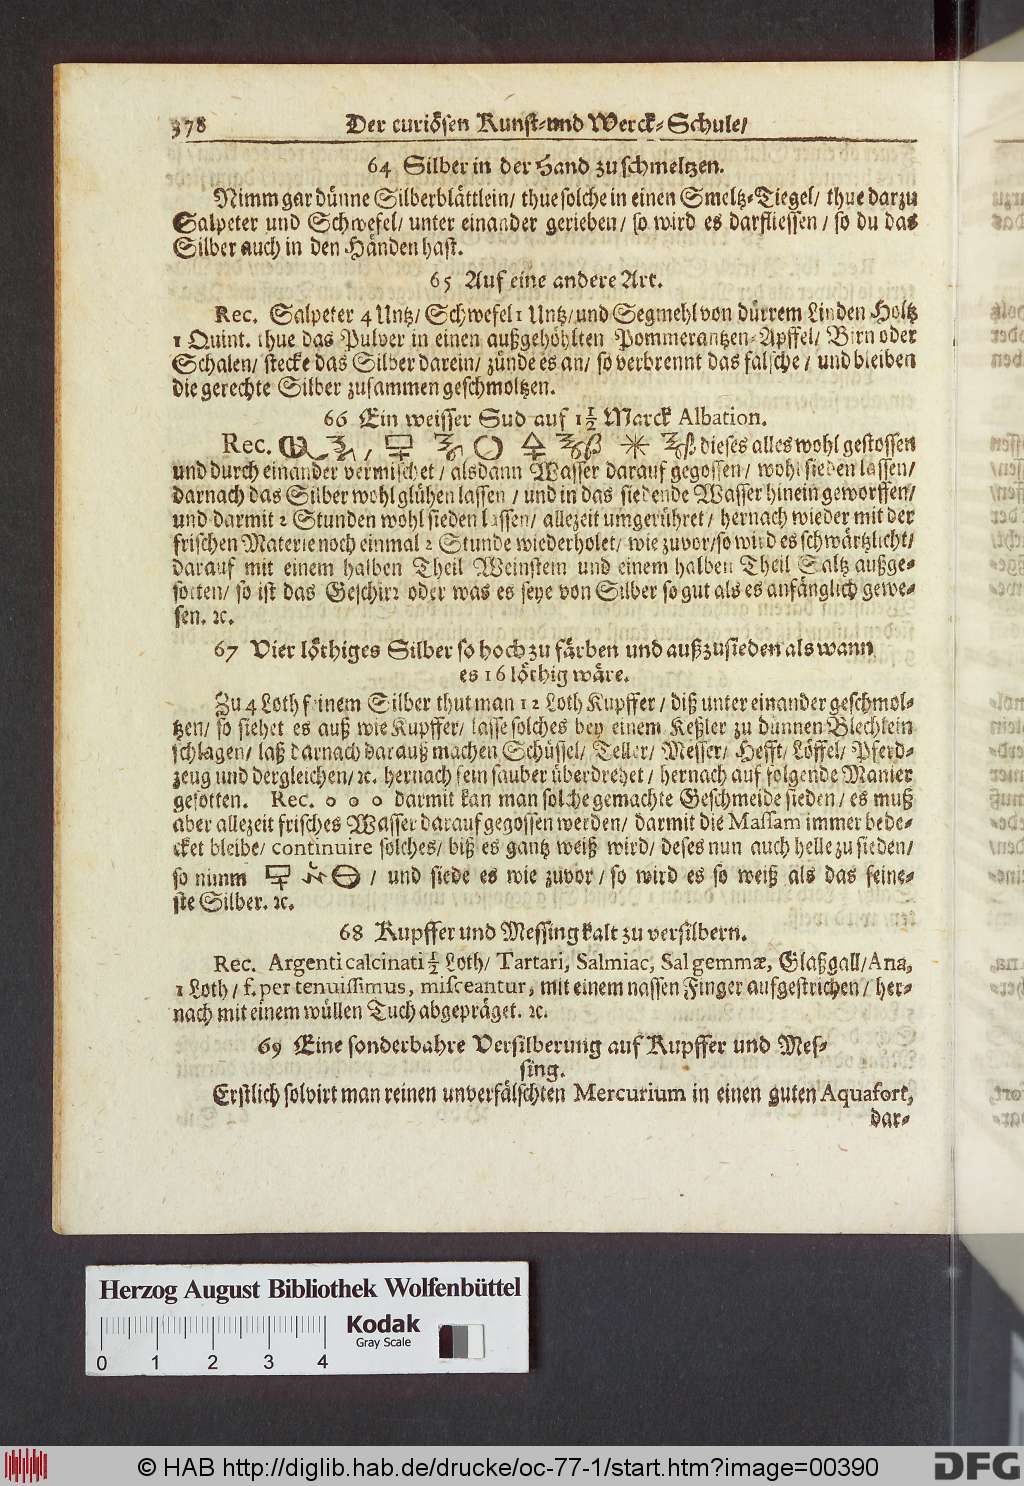 378 Der curiösen Kunst-und Werck-Schule/
64 Silber in der Hand zu schmeltzen.
Nimm gar dünne Silberblättlein/ thue solche in einen Smeltz-Tiegel/ thue darzu
Salpeter und Schwefel/ unter einander gerieben/ so wird es darfliessen/ so du das
Silber auch in den Händen hast.
65 Auf eine andere Art.
Rec. Salpeter 4 Untz/ Schwefel 1 Untz/ und Segmehl von dürrem Linden Holtz
1 Quint. thue das Pulver in einen außgehöhlten Pommerantzen-Apffel/ Birn oder
Schalen/ stecke das Silber darein/ zünde es an/ so verbrennt das falsche/ und bleiben
die gerechte Silber zusammen geschmoltzen.
66 Ein weisser Sud auf 1½ Marck Albation.
Rec. dieses alles wohl gestossen
und durch einander vermischet/ alsdann Wasser darauf gegossen/ wohl sieden lassen/
darnach das Silber wohl glühen lassen/ und in das siedende Wasser hinein geworffen/
und darmit 2 Stunden wohl sieden lassen/ allezeit umgerühret/ hernach wieder mit der
frischen Materie noch einmal 2 Stunde wiederholet/ wie zuvor/ so wird es schwärtzlicht/
darauf mit einem halben Theil Weinstein und einem halben Theil Saltz außge-
sotten/ so ist das Geschirr oder was es seye von Silber so gut als es anfänglich gewe-
sen. ꝛc.
67 Vier löthiges Silber so hoch zu färben und außzusieden als wann
es 16 löthig wäre.
Zu 4 Loth feinem Silber thut man 12 Loth Kupffer/ diß unter einander geschmol-
tzen/ so siehet es auß wie Kupffer/ lasse solches bey einem Keßler zu dünnen Blechlein
schlagen/ laß darnach darauß machen Schüssel/ Teller/ Messer/ Hefft/ Löffel/ Pferd-
zeug und dergleichen/ ꝛc. hernach fein sauber überdrehet/ hernach auf folgende Manier
gesotten. Rec. o o o darmit kan man solche gemachte Geschmeide sieden/ es muß
aber allezeit frisches Wasser darauf gegossen werden/ darmit die Massam immer bede-
cket bleibe/ continuire solches/ biß es gantz weiß wird/ deses nun auch helle zu sieden/
so nimm 🜿 ♑︎ 🜔 / und siede es wie zuvor/ so wird es so weiß als das feine-
ste Silber. ꝛc.
68 Kupffer und Messing kalt zu versilbern.
Rec. Argenti calcinati ½ Loth/ Tartari, Salmiac, Sal gemmæ, Glaßgall/ Ana,
1 Loth/ f. per tenuissimus, misceantur, mit einem nassen Finger aufgestrichen/ her-
nach mit einem wüllen Tuch abgepräget. ꝛc.
69 Eine sonderbahre Versilberung auf Kupffer und Mes-
sing.
Erstlich solvirt man reinen unverfälschten Mercurium in einen guten Aquafort,
dar-
Herzog August Bibliothek Wolfenbüttel
Kodak
Gray Scale
0 1 2 3 4
© HAB http://diglib.hab.de/drucke/oc-77-1/start.htm?image=00390
DFG